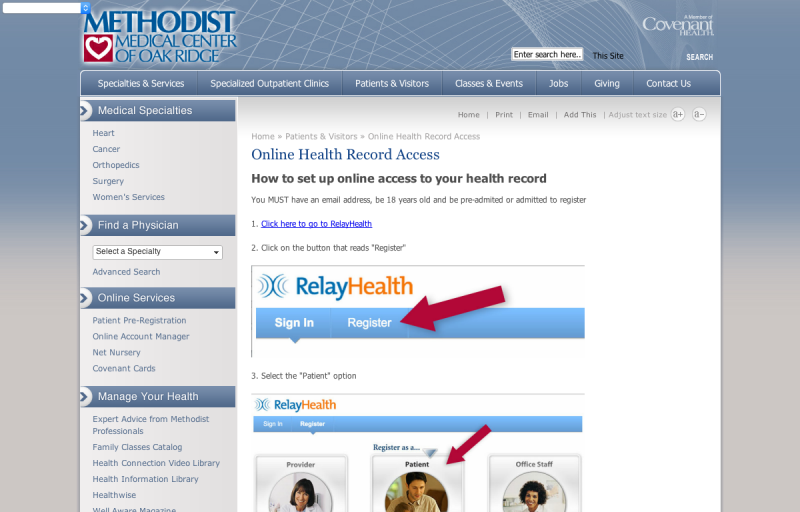 METHODIST
MEDICAL CENTER
OF OAK RIDGE
A Member of
Covenant
HEALTH
Enter search here..
This Site
SEARCH
Specialties & Services
Specialized Outpatient Clinics
Patients & Visitors
Classes & Events
Jobs
Giving
Contact Us
Medical Specialties
Heart
Cancer
Orthopedics
Surgery
Women's Services
Find a Physician
Select a Specialty
Advanced Search
Online Services
Patient Pre-Registration
Online Account Manager
Net Nursery
Covenant Cards
Manage Your Health
Expert Advice from Methodist
Professionals
Family Classes Catalog
Health Connection Video Library
Health Information Library
Healthwise
Well Aware Magazine
Home | Print | Email | Add This | Adjust text size a+ a-
Home » Patients & Visitors » Online Health Record Access
Online Health Record Access
How to set up online access to your health record
You MUST have an email address, be 18 years old and be pre-admited or admitted to register
1. Click here to go to RelayHealth
2. Click on the button that reads "Register"
RelayHealth
Sign In Register
3. Select the "Patient" option
RelayHealth
Sign In Register
Register as a...
Provider Patient Office Staff